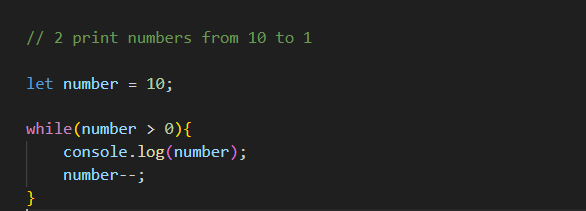 // 2 print numbers from 10 to 1
let number = 10;
while(number > 0){
    console.log(number);
    number--;
}